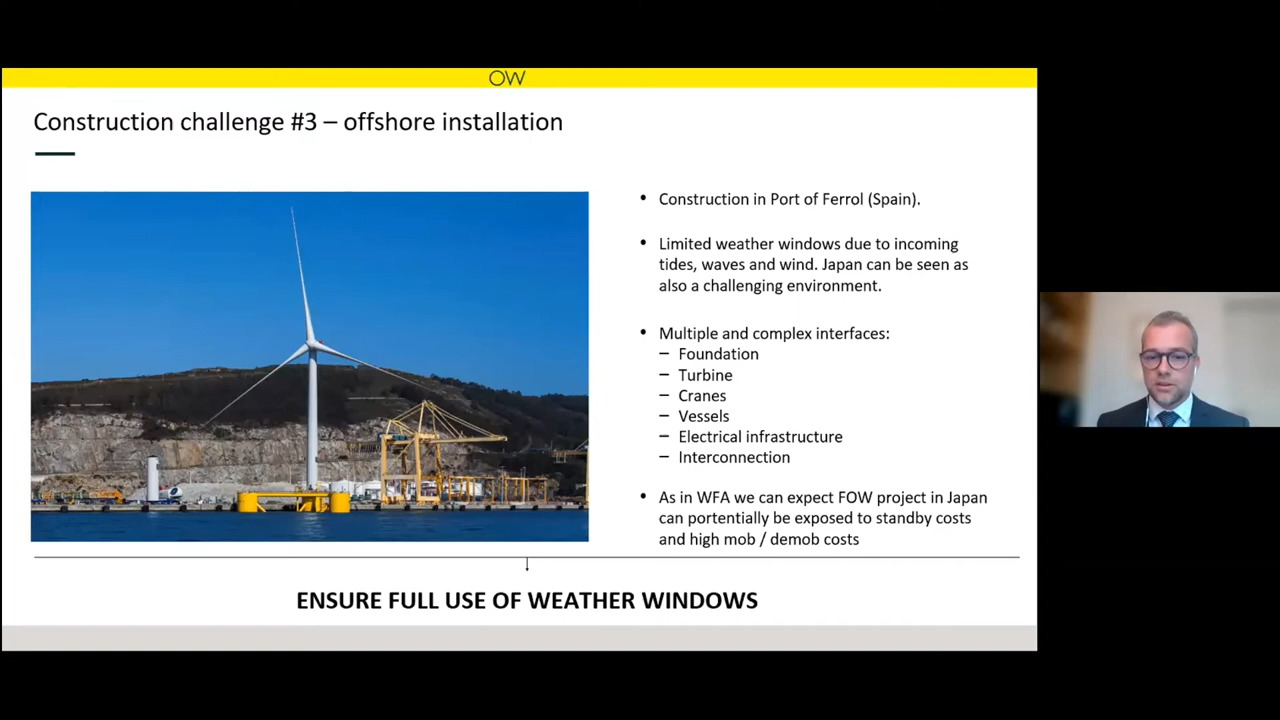 OW
Construction challenge #3 – offshore installation
• Construction in Port of Ferrol (Spain).
• Limited weather windows due to incoming
tides, waves and wind. Japan can be seen as
also a challenging environment.
• Multiple and complex interfaces:
– Foundation
– Turbine
– Cranes
– Vessels
– Electrical infrastructure
– Interconnection
• As in WFA we can expect FOW project in Japan
can portentially be exposed to standby costs
and high mob / demob costs
ENSURE FULL USE OF WEATHER WINDOWS